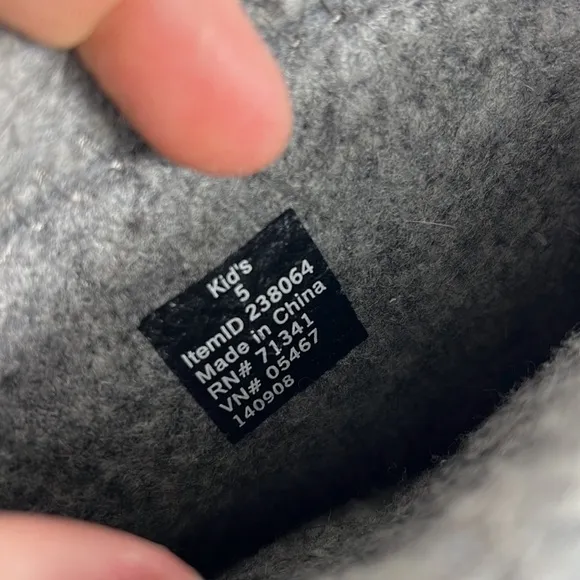 Kid's
5
ItemID 238064
Made in China
RN# 71341
VN# 05467
140908